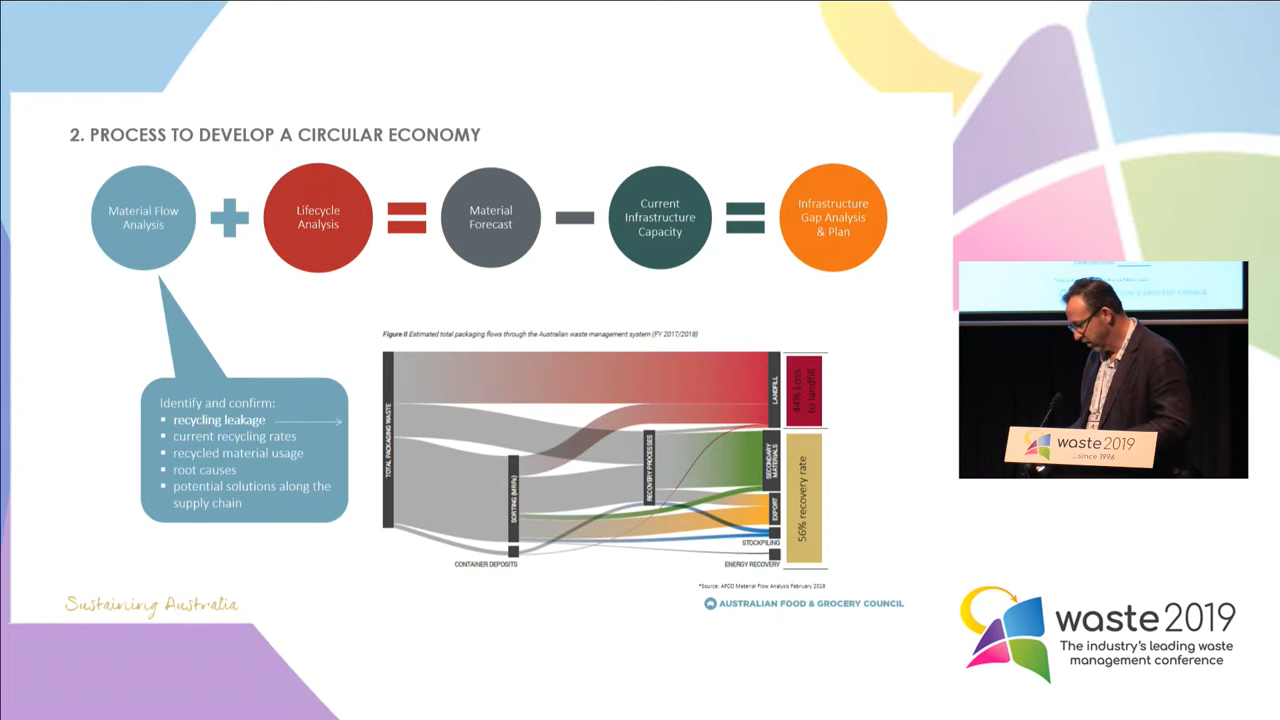 2. PROCESS TO DEVELOP A CIRCULAR ECONOMY
Material Flow
Analysis
Lifecycle
Analysis
Material
Forecast
Current
Infrastructure
Capacity
Infrastructure
Gap Analysis
& Plan
Identify and confirm:
▪ recycling leakage
▪ current recycling rates
▪ recycled material usage
▪ root causes
▪ potential solutions along the
supply chain
Figure 8 Estimated total packaging flows through the Australian waste management system (FY 2017/2018)
TOTAL PACKAGING WASTE
SORTING (MRFs)
CONTAINER DEPOSITS
RECOVERY PROCESSES
LANDFILL
SECONDARY
MATERIALS
EXPORT
STOCKPILING
ENERGY RECOVERY
44% Loss
to landfill
56% recovery rate
*Source: APCO Material Flow Analysis February 2019
Sustaining Australia
AUSTRALIAN FOOD & GROCERY COUNCIL
FOOD & GROCERY COUNCIL
waste 2019
...since 1996
waste 2019
The industry's leading waste
management conference